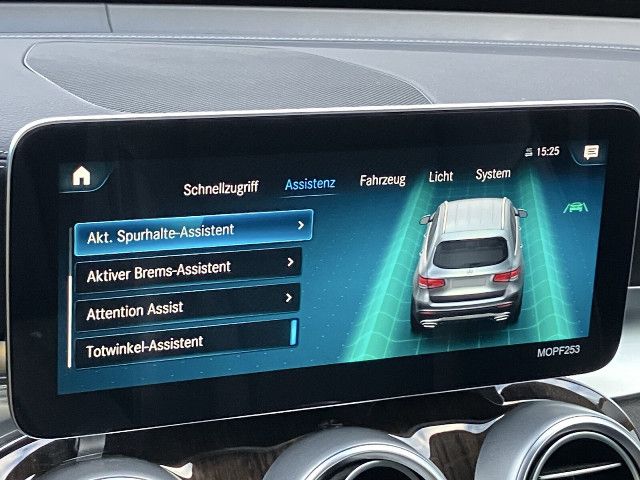 15:25
Schnellzugriff Assistenz Fahrzeug Licht System
Akt. Spurhalte-Assistent
Aktiver Brems-Assistent
Attention Assist
Totwinkel-Assistent
MOPF253